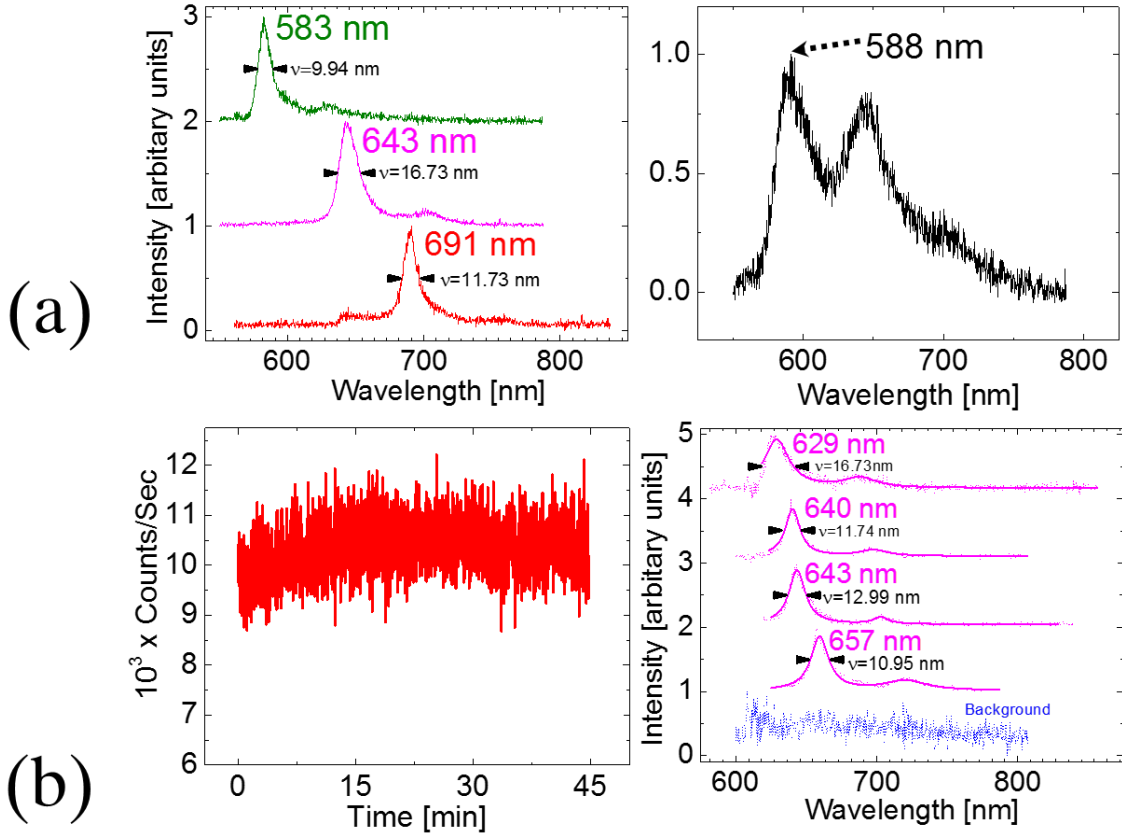 (a)
Intensity [arbitary units]
3
2
1
0
583 nm
ν=9.94 nm
643 nm
ν=16.73 nm
691 nm
ν=11.73 nm
600 700 800
Wavelength [nm]
1.0
0.5
0.0
588 nm
600 700 800
Wavelength [nm]
(b)
10³ x Counts/Sec
12
11
10
9
8
7
6
0 15 30 45
Time [min]
Intensity [arbitary units]
5
4
3
2
1
0
629 nm
ν=16.73nm
640 nm
ν=11.74 nm
643 nm
ν=12.99 nm
657 nm
ν=10.95 nm
Background
600 700 800
Wavelength [nm]